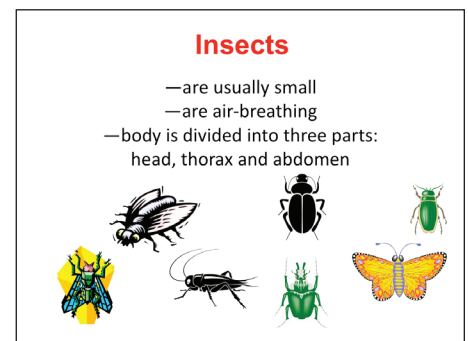 Insects
—are usually small
—are air-breathing
—body is divided into three parts:
head, thorax and abdomen